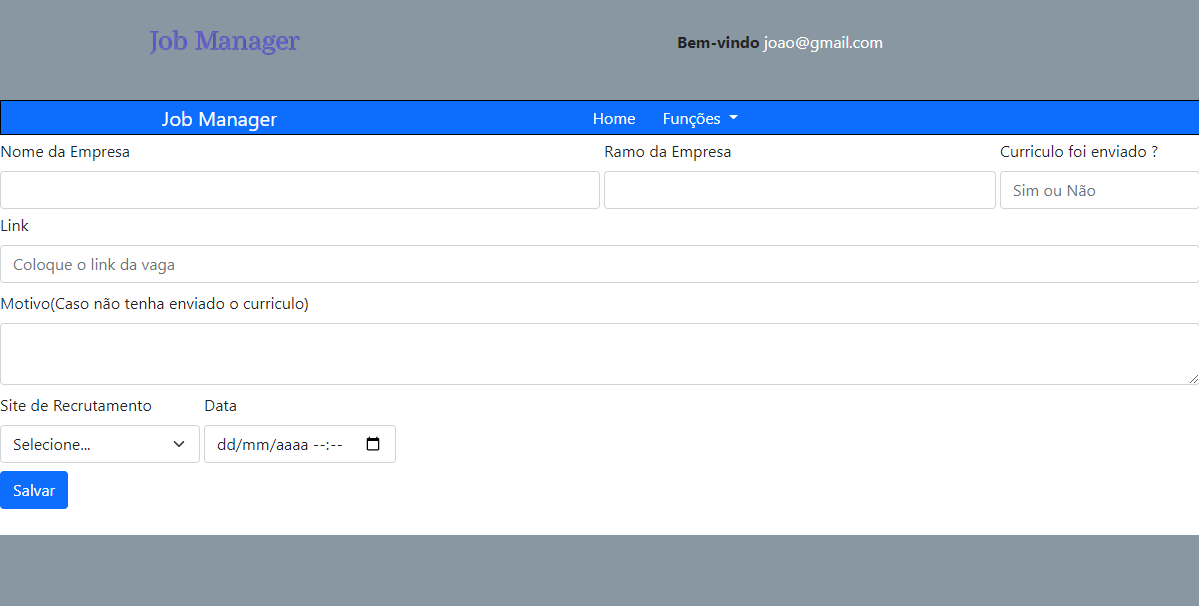 Job Manager
Bem-vindo joao@gmail.com
Job Manager
Home
Funções
Nome da Empresa
Ramo da Empresa
Curriculo foi enviado ?
Sim ou Não
Link
Coloque o link da vaga
Motivo(Caso não tenha enviado o curriculo)
Site de Recrutamento
Data
Selecione...
dd/mm/aaaa --:--
Salvar